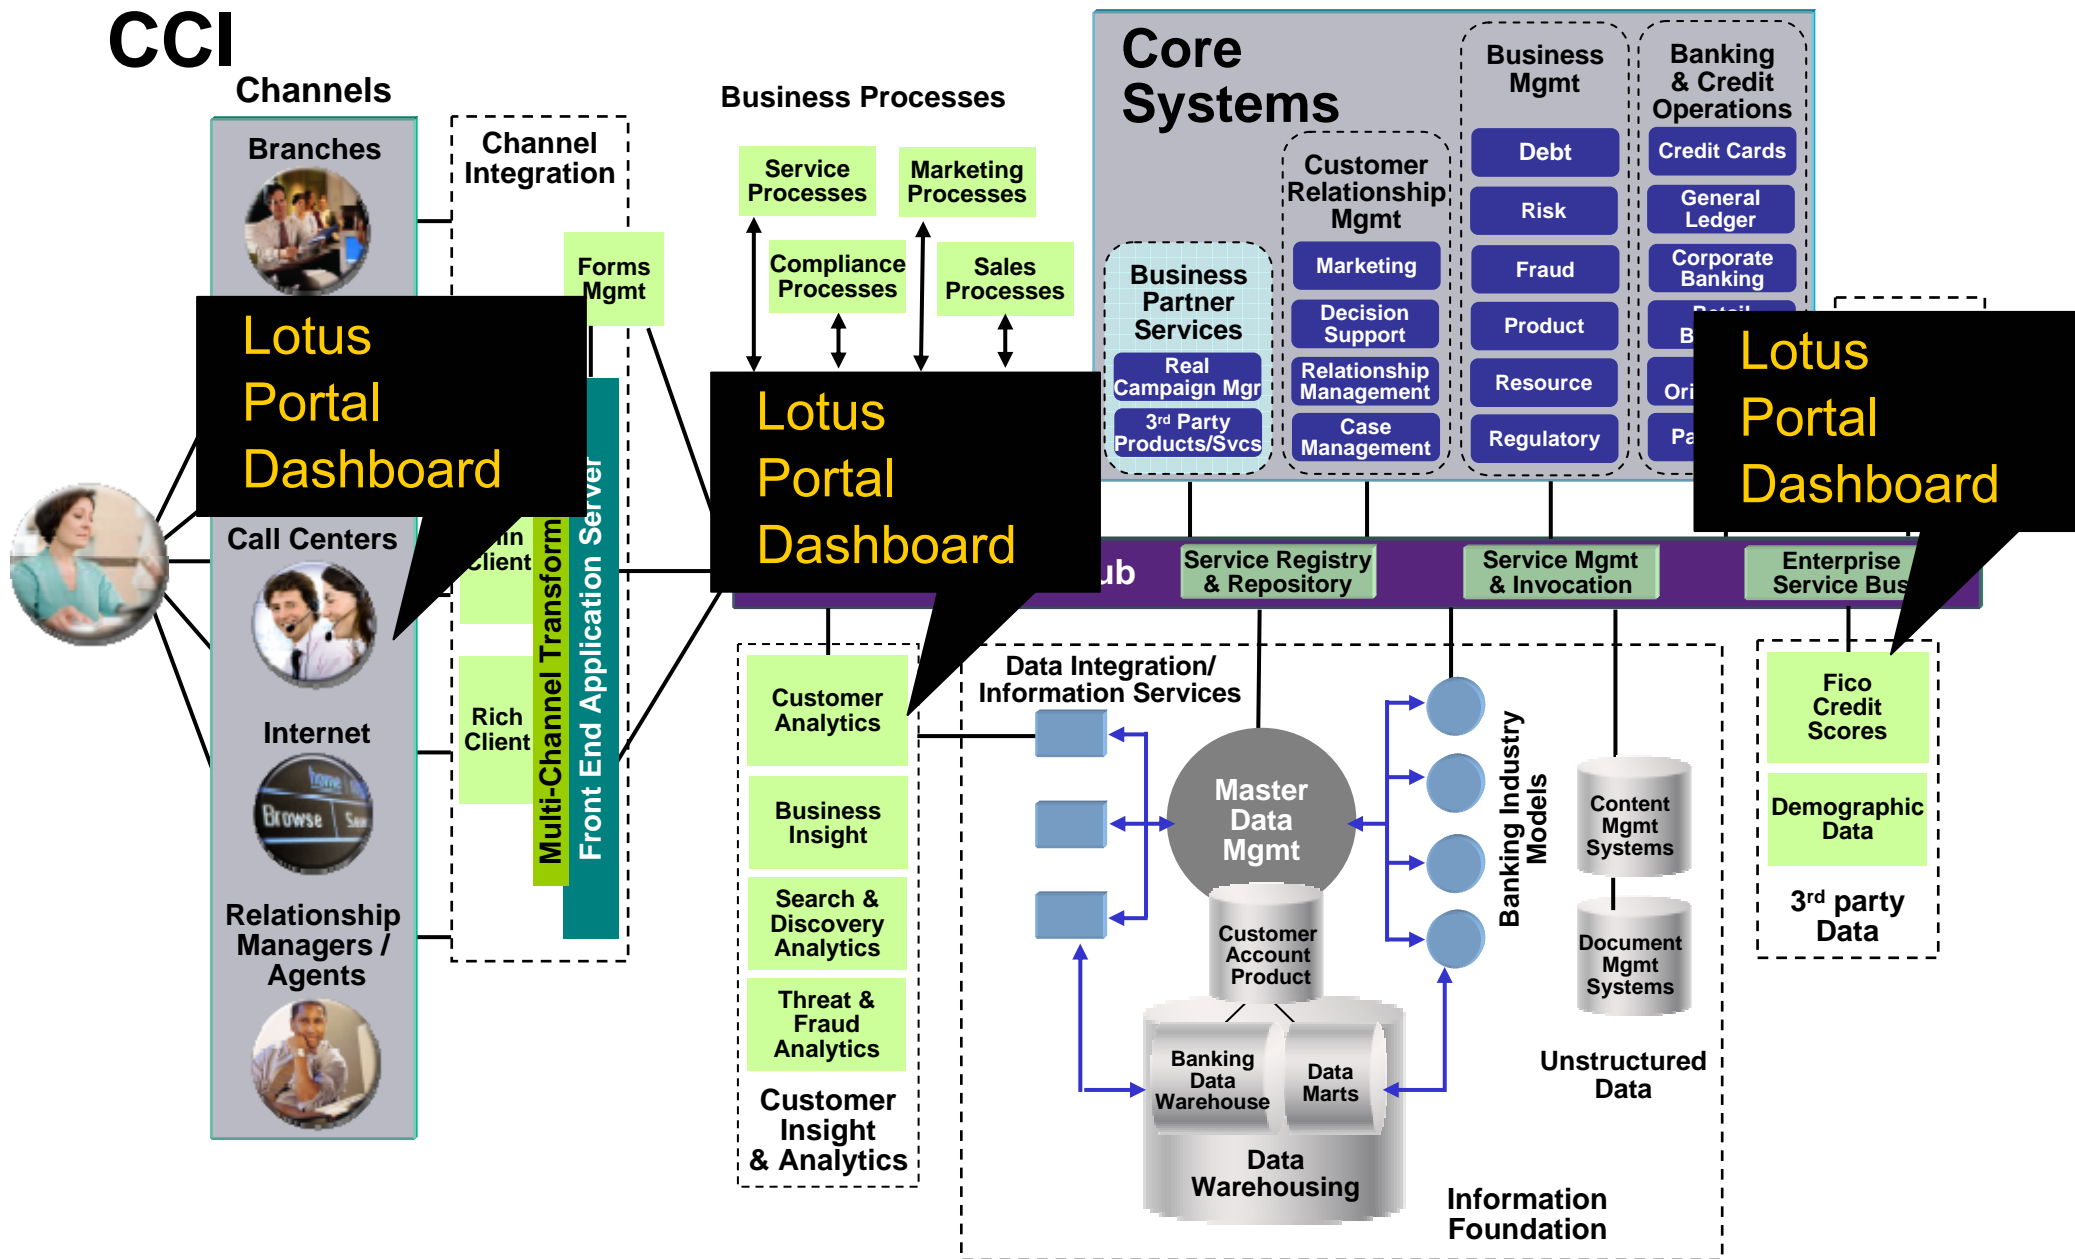 CCI
Channels
Branches
Call Centers
Internet
Relationship
Managers /
Agents
home
Browse
Channel
Integration
Forms
Mgmt
Client
Rich
Client
Multi-Channel Transform
Front End Application Server
Lotus
Portal
Dashboard
Business Processes
Service
Processes
Marketing
Processes
Compliance
Processes
Sales
Processes
Lotus
Portal
Dashboard
Core
Systems
Business
Partner
Services
Real
Campaign Mgr
3rd Party
Products/Svcs
Customer
Relationship
Mgmt
Marketing
Decision
Support
Relationship
Management
Case
Management
Business
Mgmt
Debt
Risk
Fraud
Product
Resource
Regulatory
Banking
& Credit
Operations
Credit Cards
General
Ledger
Corporate
Banking
Lotus
Portal
Dashboard
ub
Service Registry
& Repository
Service Mgmt
& Invocation
Enterprise
Service Bus
Customer
Analytics
Business
Insight
Search &
Discovery
Analytics
Threat &
Fraud
Analytics
Customer
Insight
& Analytics
Data Integration/
Information Services
Master
Data
Mgmt
Customer
Account
Product
Banking
Data
Warehouse
Data
Marts
Data
Warehousing
Banking Industry
Models
Content
Mgmt
Systems
Document
Mgmt
Systems
Unstructured
Data
Information
Foundation
Fico
Credit
Scores
Demographic
Data
3rd party
Data